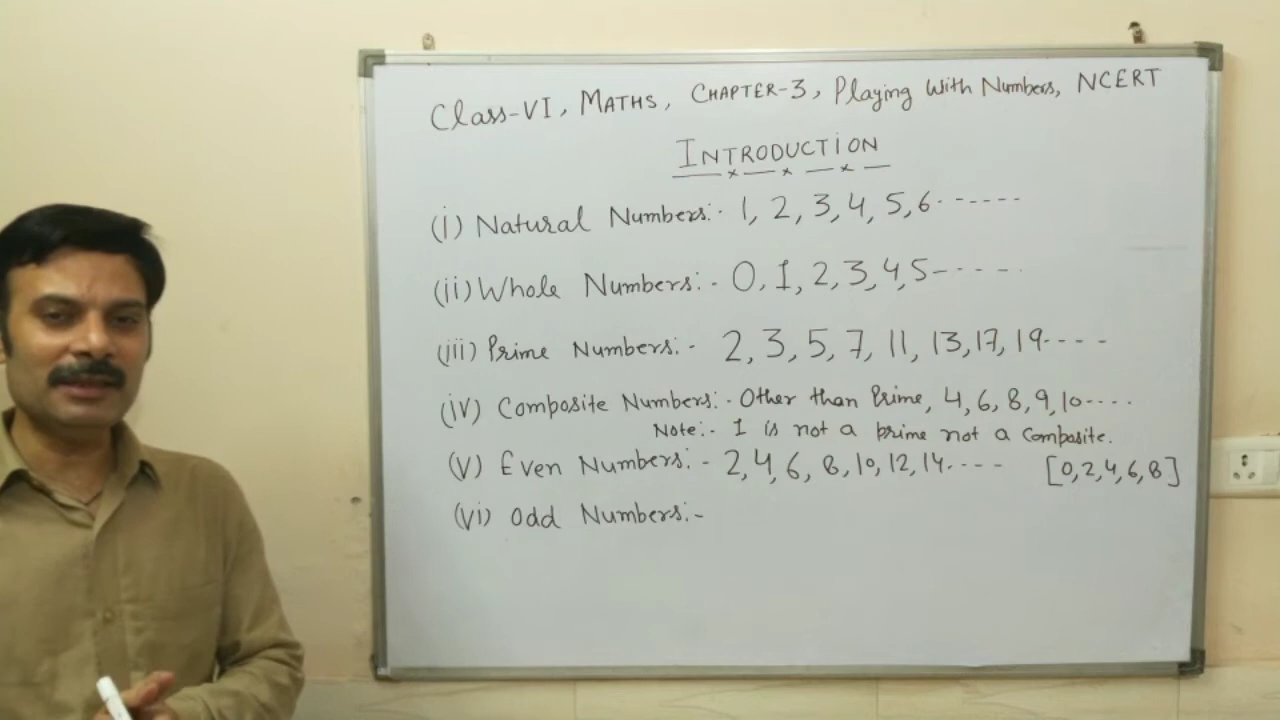 Class-VI, MATHS, CHAPTER-3, Playing With Numbers, NCERT
INTRODUCTION
(i) Natural Numbers:- 1, 2, 3, 4, 5, 6------
(ii) Whole Numbers:- 0, 1, 2, 3, 4, 5------
(iii) Prime Numbers:- 2, 3, 5, 7, 11, 13, 17, 19----
(iv) Composite Numbers:- Other than Prime, 4, 6, 8, 9, 10----
Note:- 1 is not a prime not a composite.
(V) Even Numbers:- 2, 4, 6, 8, 10, 12, 14---- [0, 2, 4, 6, 8]
(Vi) Odd Numbers:-